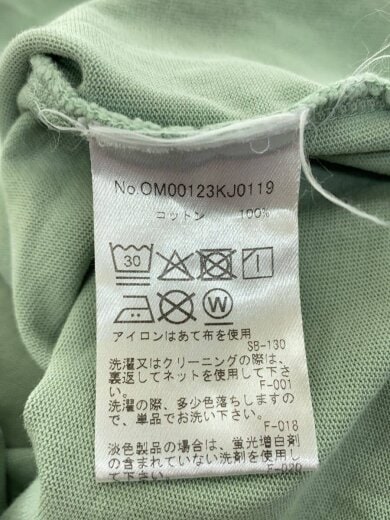 No.OM00123KJ0119
コットン 100%
30
W
アイロンはあて布を使用
SB-130
洗濯又はクリーニングの際は、
裏返してネットを使用して下さ
い。
F-001
洗濯の際、多少色落ちしますの
で、単品でお洗い下さい。
F-018
淡色製品の場合は、蛍光増白剤
の含まれていない洗剤を使用し
て下さい。
F-020